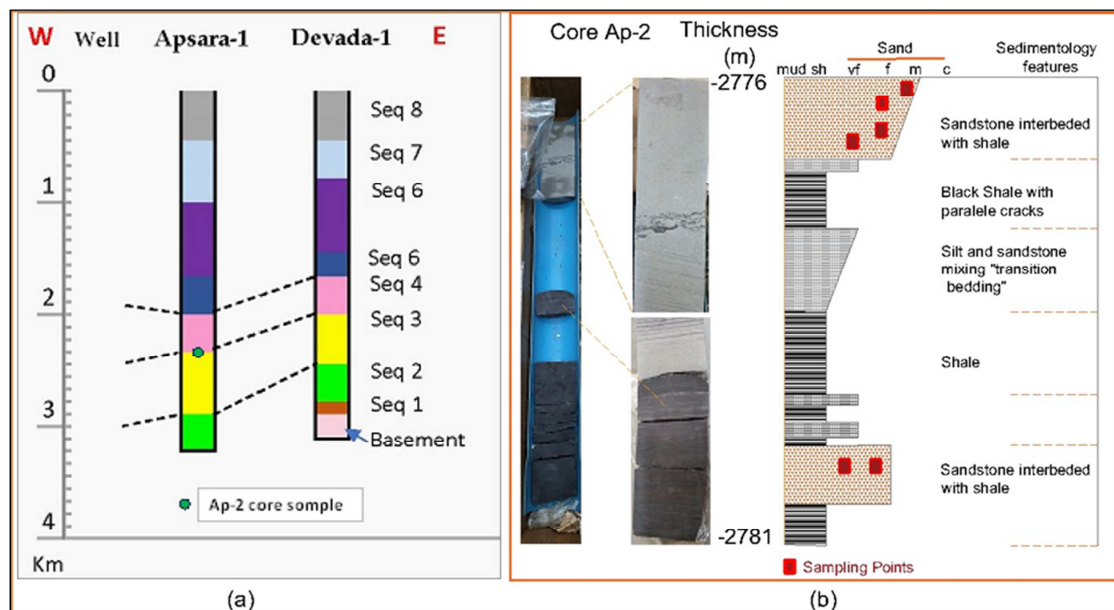 W Well Apsara-1 Devada-1 E
0
1
2
3
4
Km
Seq 8
Seq 7
Seq 6
Seq 6
Seq 4
Seq 3
Seq 2
Seq 1
Basement
Ap-2 core somple
(a)
Core Ap-2 Thickness
(m)
-2776
-2781
Sand
mud sh vf f m c
Sedimentology
features
Sandstone interbeded
with shale
Black Shale with
paralele cracks
Silt and sandstone
mixing "transition
bedding"
Shale
Sandstone interbeded
with shale
Sampling Points
(b)